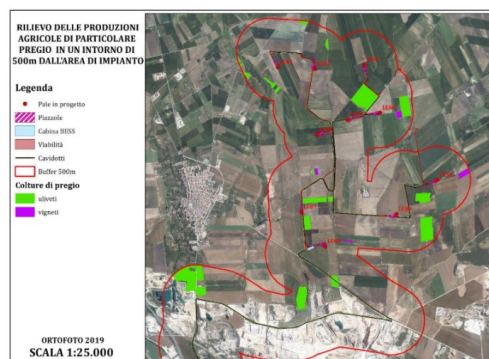 RILIEVO DELLE PRODUZIONI
AGRICOLE DI PARTICOLARE
PREGIO IN UN INTORNO DI
500m DALL'AREA DI IMPIANTO
Legenda
Pale in progetto
Piazzole
Cabina BESS
Viabilità
Cavidotti
Buffer 500m
Colture di pregio
uliveti
vigneti
ORTOFOTO 2019
SCALA 1:25.000